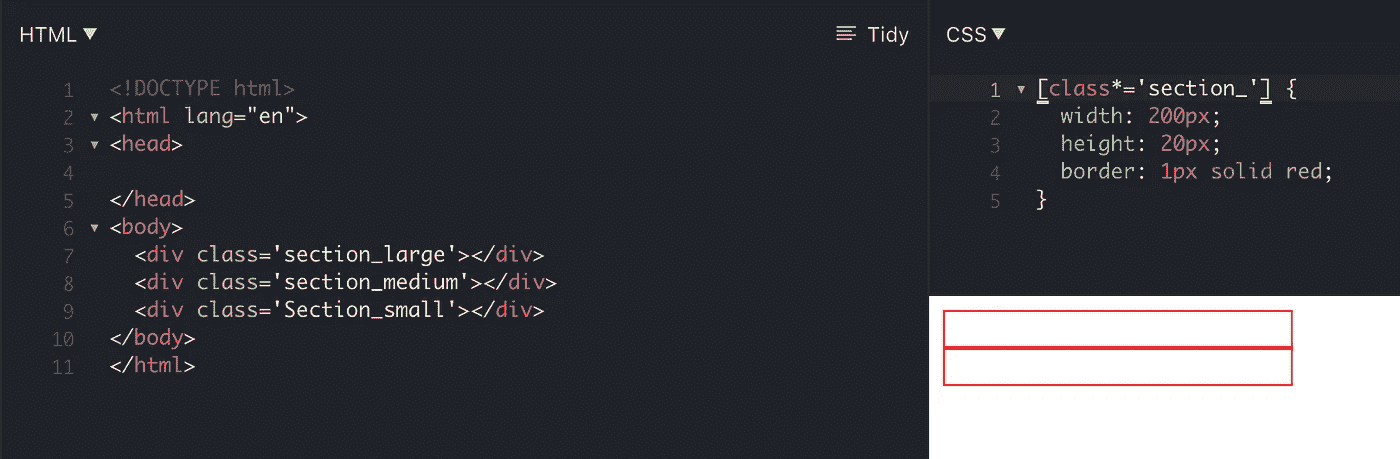 HTML
Tidy
1 <!DOCTYPE html>
2 <html lang="en">
3 <head>
4
5 </head>
6 <body>
7 <div class='section_large'></div>
8 <div class='section_medium'></div>
9 <div class='Section_small'></div>
10 </body>
11 </html>
CSS
1 [class*='section_'] {
2 width: 200px;
3 height: 20px;
4 border: 1px solid red;
5 }